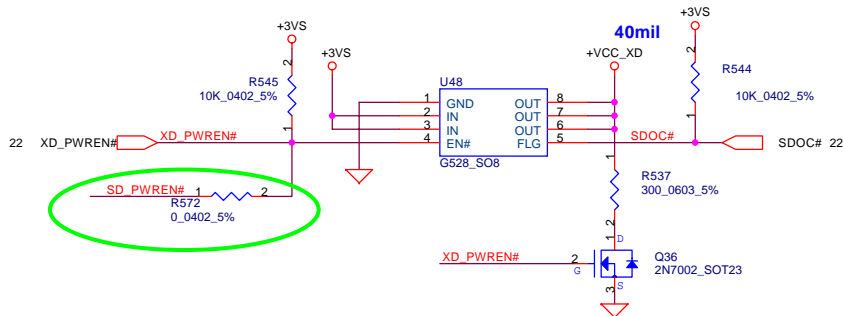 +3VS
+3VS
40mil
+VCC_XD
+3VS
2
R545
10K_0402_5%
1
U48
1 GND OUT 8
2 IN OUT 7
3 IN OUT 6
4 EN# FLG 5
G528_SO8
2
R544
10K_0402_5%
1
22 XD_PWREN# XD_PWREN#
SDOC# SDOC# 22
SD_PWREN# 1 2
R572
0_0402_5%
1
R537
300_0603_5%
2
1 D
XD_PWREN# 2 G
Q36
2N7002_SOT23
3 S